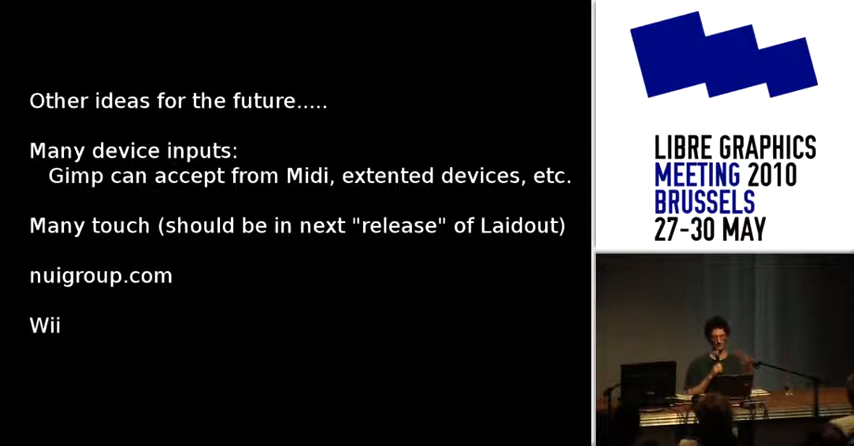 Other ideas for the future.....
Many device inputs:
Gimp can accept from Midi, extented devices, etc.
Many touch (should be in next "release" of Laidout)
nuigroup.com
Wii
LIBRE GRAPHICS
MEETING 2010
BRUSSELS
27-30 MAY